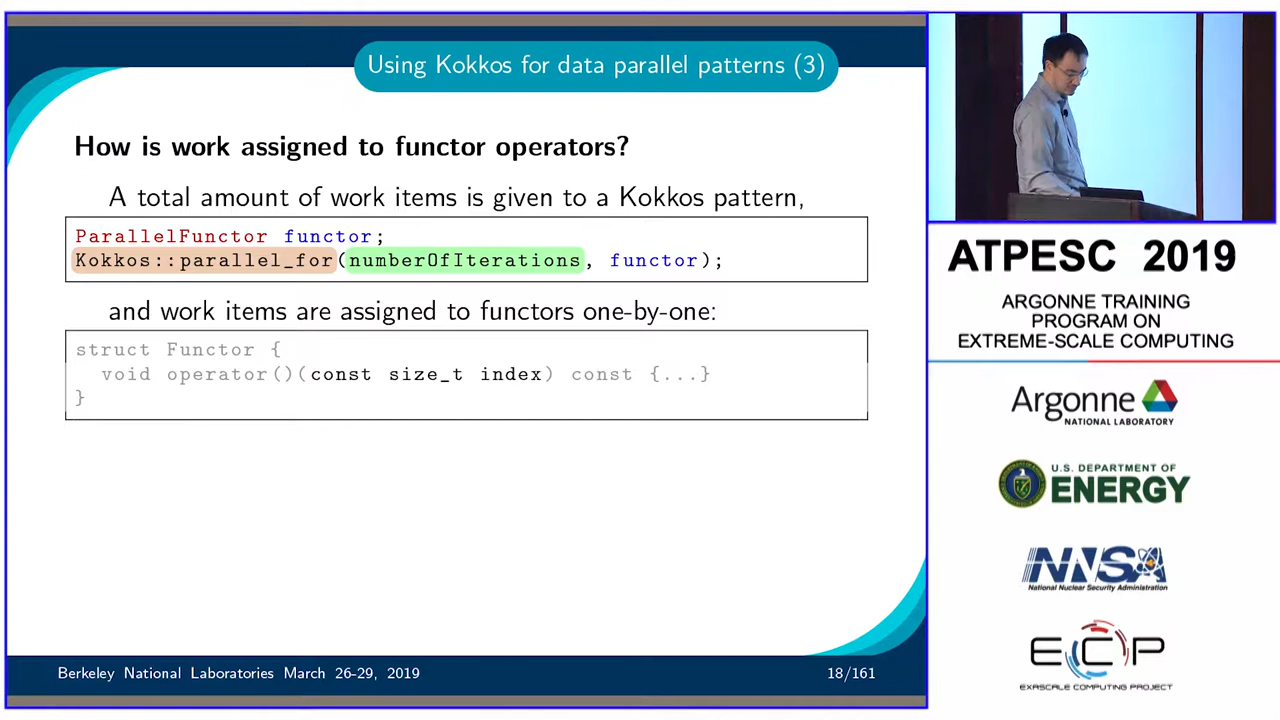 Using Kokkos for data parallel patterns (3)
How is work assigned to functor operators?
A total amount of work items is given to a Kokkos pattern,
ParallelFunctor functor;
Kokkos::parallel_for(numberOfIterations, functor);
and work items are assigned to functors one-by-one:
struct Functor {
void operator()(const size_t index) const {...}
}
Berkeley National Laboratories March 26-29, 2019
18/161
ATPESC 2019
ARGONNE TRAINING
PROGRAM ON
EXTREME-SCALE COMPUTING
Argonne
NATIONAL LABORATORY
U.S. DEPARTMENT OF
ENERGY
NNSA
National Nuclear Security Administration
ECP
EXASCALE COMPUTING PROJECT